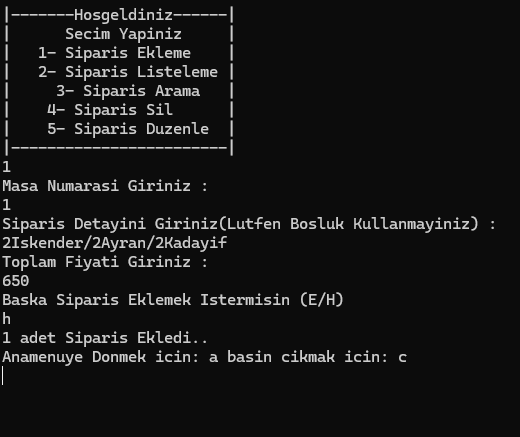 |-------Hosgeldiniz------|
|      Secim Yapiniz     |
|   1- Siparis Ekleme    |
|   2- Siparis Listeleme |
|     3- Siparis Arama   |
|    4- Siparis Sil      |
|    5- Siparis Duzenle  |
|------------------------|
1
Masa Numarasi Giriniz :
1
Siparis Detayini Giriniz(Lutfen Bosluk Kullanmayiniz) :
2Iskender/2Ayran/2Kadayif
Toplam Fiyati Giriniz :
650
Baska Siparis Eklemek Istermisin (E/H)
h
1 adet Siparis Ekledi..
Anamenuye Donmek icin: a basin cikmak icin: c